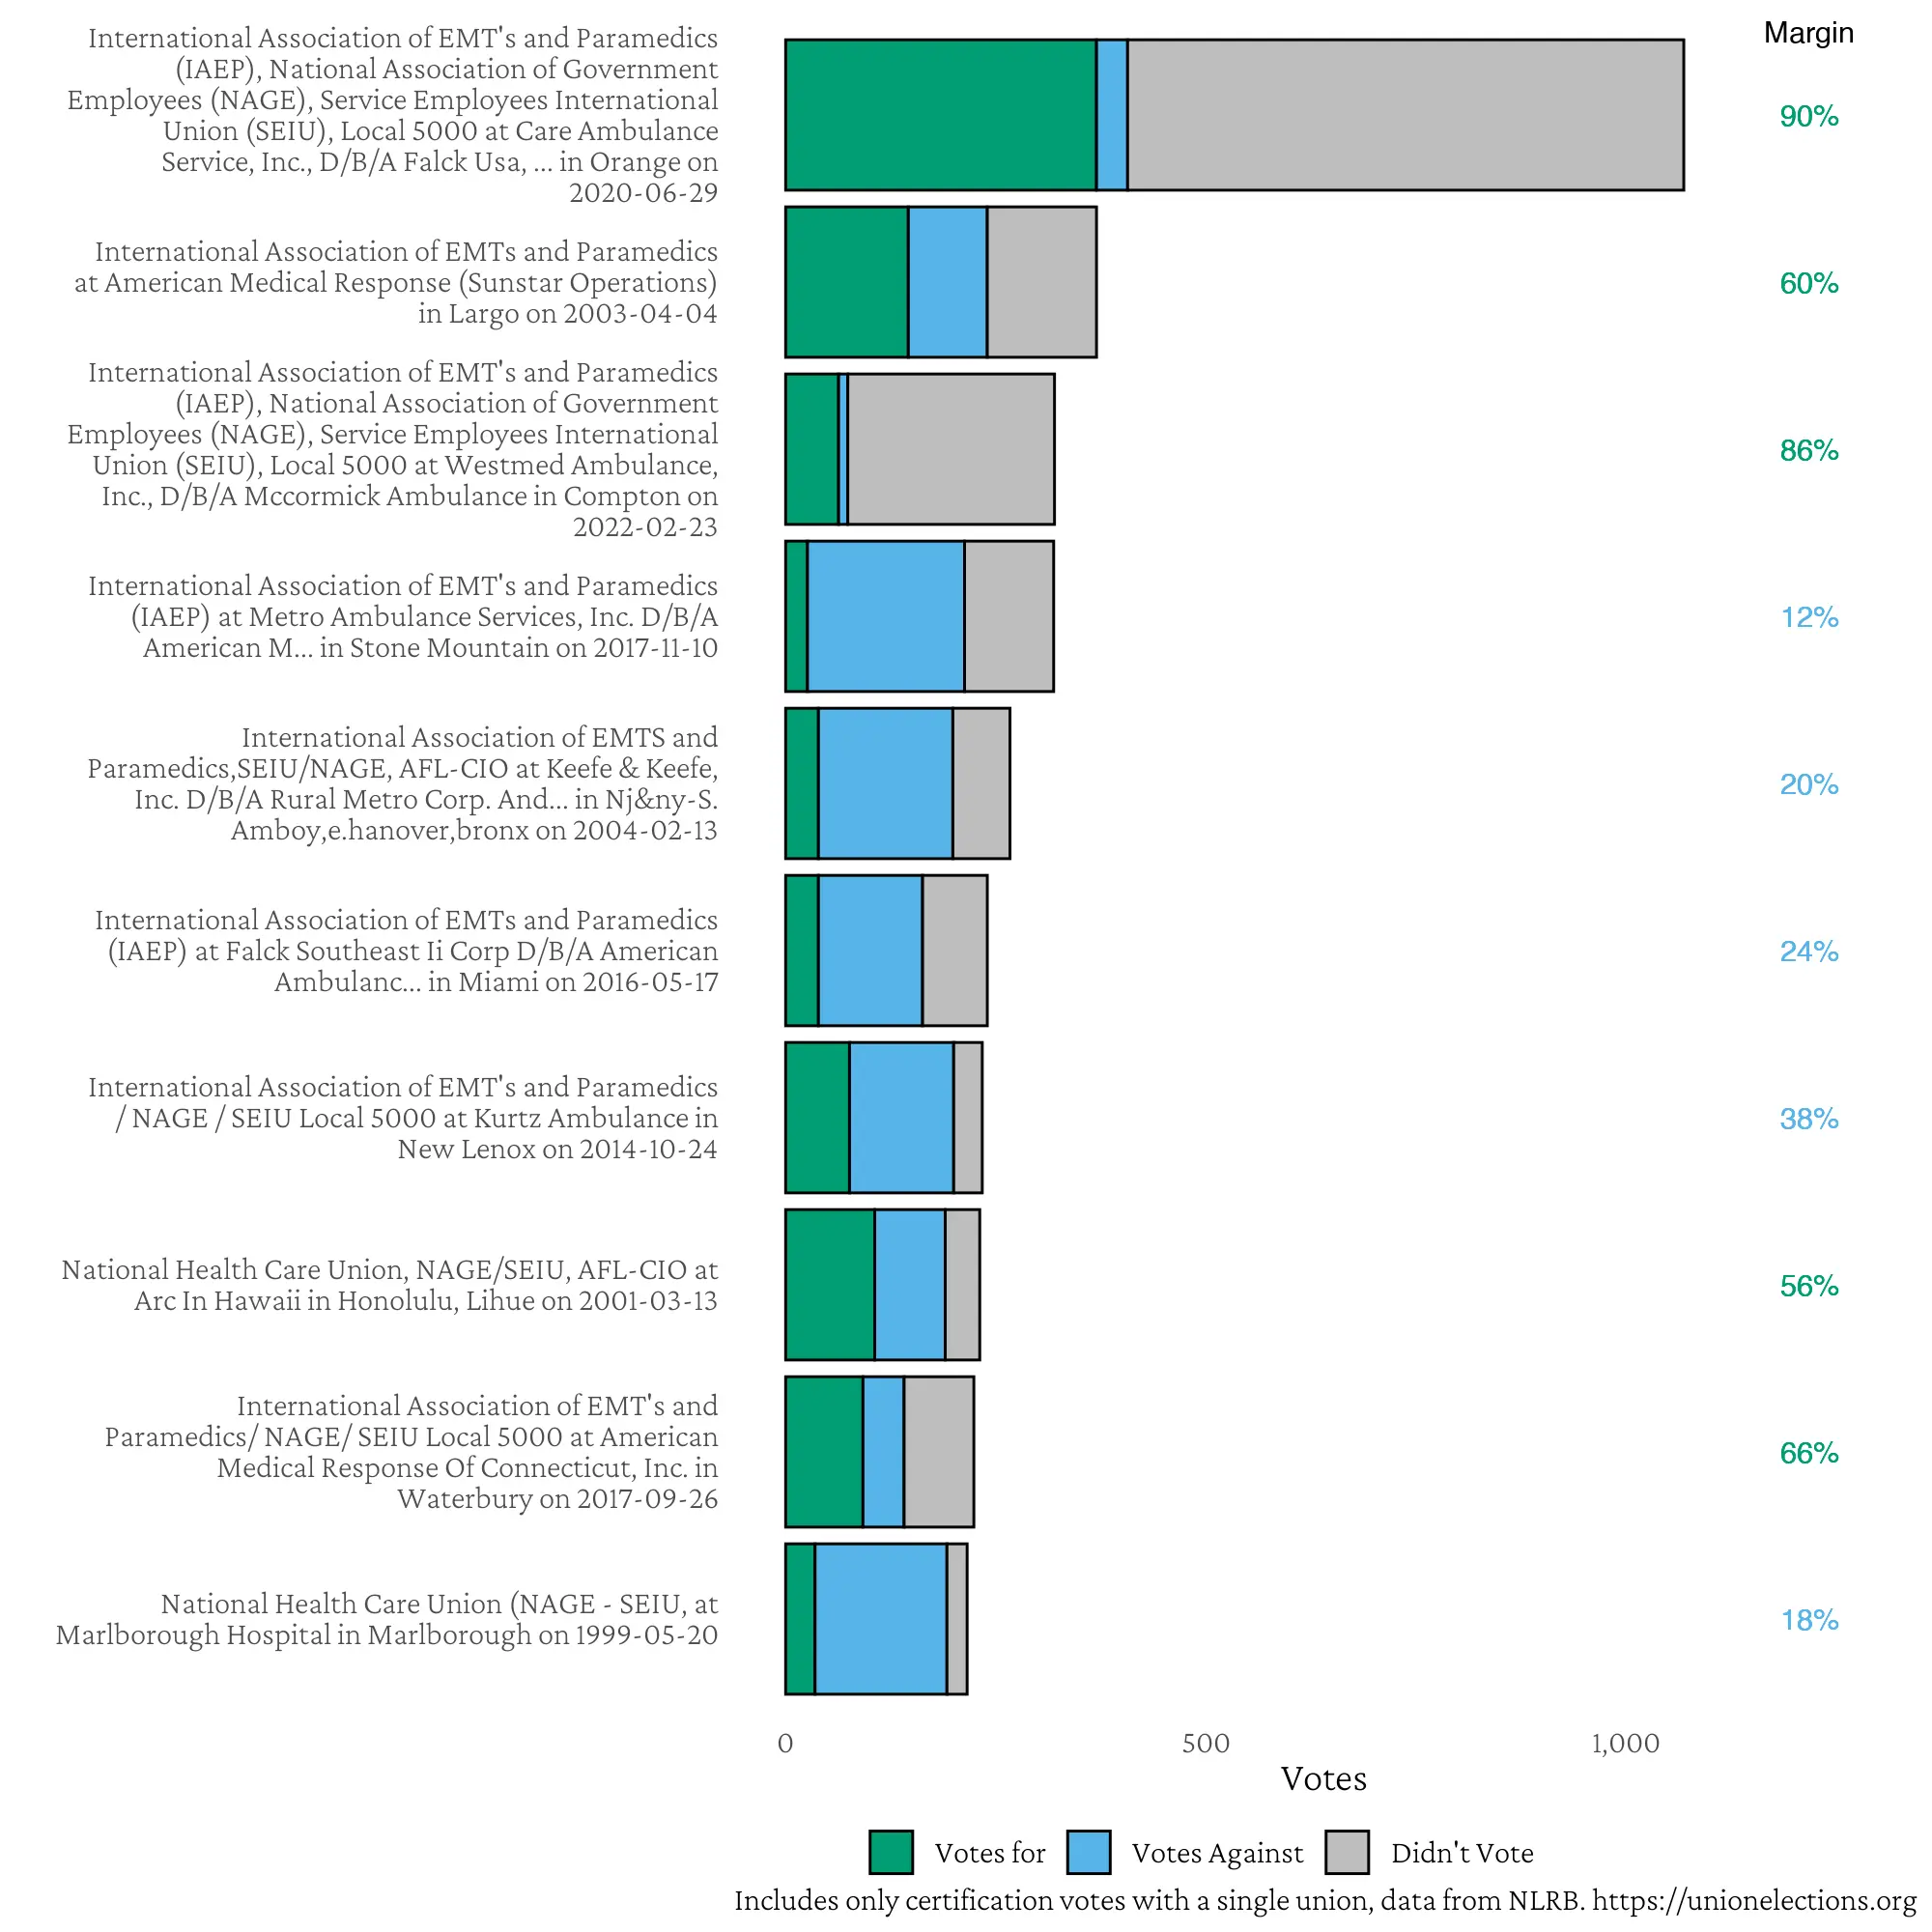 Margin
International Association of EMT's and Paramedics
(IAEP), National Association of Government
Employees (NAGE), Service Employees International
Union (SEIU), Local 5000 at Care Ambulance
Service, Inc., D/B/A Falck Usa, ... in Orange on
2020-06-29
90%
International Association of EMTs and Paramedics
at American Medical Response (Sunstar Operations)
in Largo on 2003-04-04
60%
International Association of EMT's and Paramedics
(IAEP), National Association of Government
Employees (NAGE), Service Employees International
Union (SEIU), Local 5000 at Westmed Ambulance,
Inc., D/B/A Mccormick Ambulance in Compton on
2022-02-23
86%
International Association of EMT's and Paramedics
(IAEP) at Metro Ambulance Services, Inc. D/B/A
American M... in Stone Mountain on 2017-11-10
12%
International Association of EMTS and
Paramedics,SEIU/NAGE, AFL-CIO at Keefe & Keefe,
Inc. D/B/A Rural Metro Corp. And... in Nj&ny-S.
Amboy,e.hanover,bronx on 2004-02-13
20%
International Association of EMTs and Paramedics
(IAEP) at Falck Southeast Ii Corp D/B/A American
Ambulanc... in Miami on 2016-05-17
24%
International Association of EMT's and Paramedics
/ NAGE / SEIU Local 5000 at Kurtz Ambulance in
New Lenox on 2014-10-24
38%
National Health Care Union, NAGE/SEIU, AFL-CIO at
Arc In Hawaii in Honolulu, Lihue on 2001-03-13
56%
International Association of EMT's and
Paramedics/ NAGE/ SEIU Local 5000 at American
Medical Response Of Connecticut, Inc. in
Waterbury on 2017-09-26
66%
National Health Care Union (NAGE - SEIU, at
Marlborough Hospital in Marlborough on 1999-05-20
18%
0 500 1,000
Votes
Votes for Votes Against Didn't Vote
Includes only certification votes with a single union, data from NLRB. https://unionelections.org